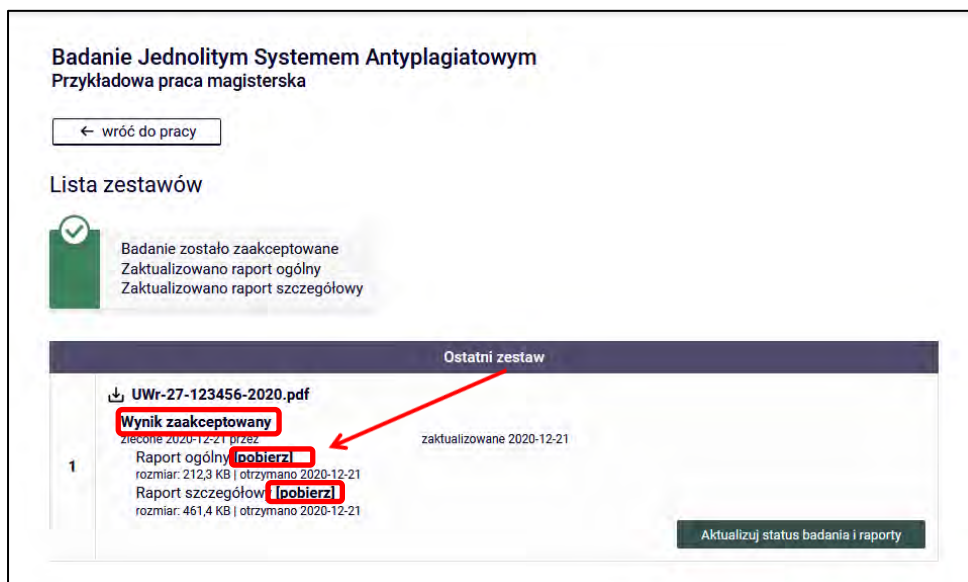 Badanie Jednolitym Systemem Antyplagiatowym
Przykładowa praca magisterska
← wróć do pracy
Lista zestawów
Badanie zostało zaakceptowane
Zaktualizowano raport ogólny
Zaktualizowano raport szczegółowy
Ostatni zestaw
UWr-27-123456-2020.pdf
Wynik zaakceptowany
zlecone 2020-12-21 przez
zaktualizowane 2020-12-21
1
Raport ogólny [pobierz]
rozmiar: 212,3 KB | otrzymano 2020-12-21
Raport szczegółowy [pobierz]
rozmiar: 461,4 KB | otrzymano 2020-12-21
Aktualizuj status badania i raporty